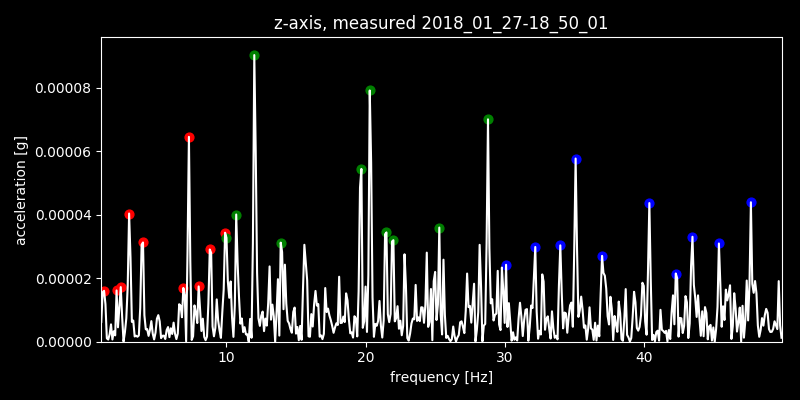 z-axis, measured 2018_01_27-18_50_01
acceleration [g]
0.00008
0.00006
0.00004
0.00002
0.00000
10 20 30 40
frequency [Hz]